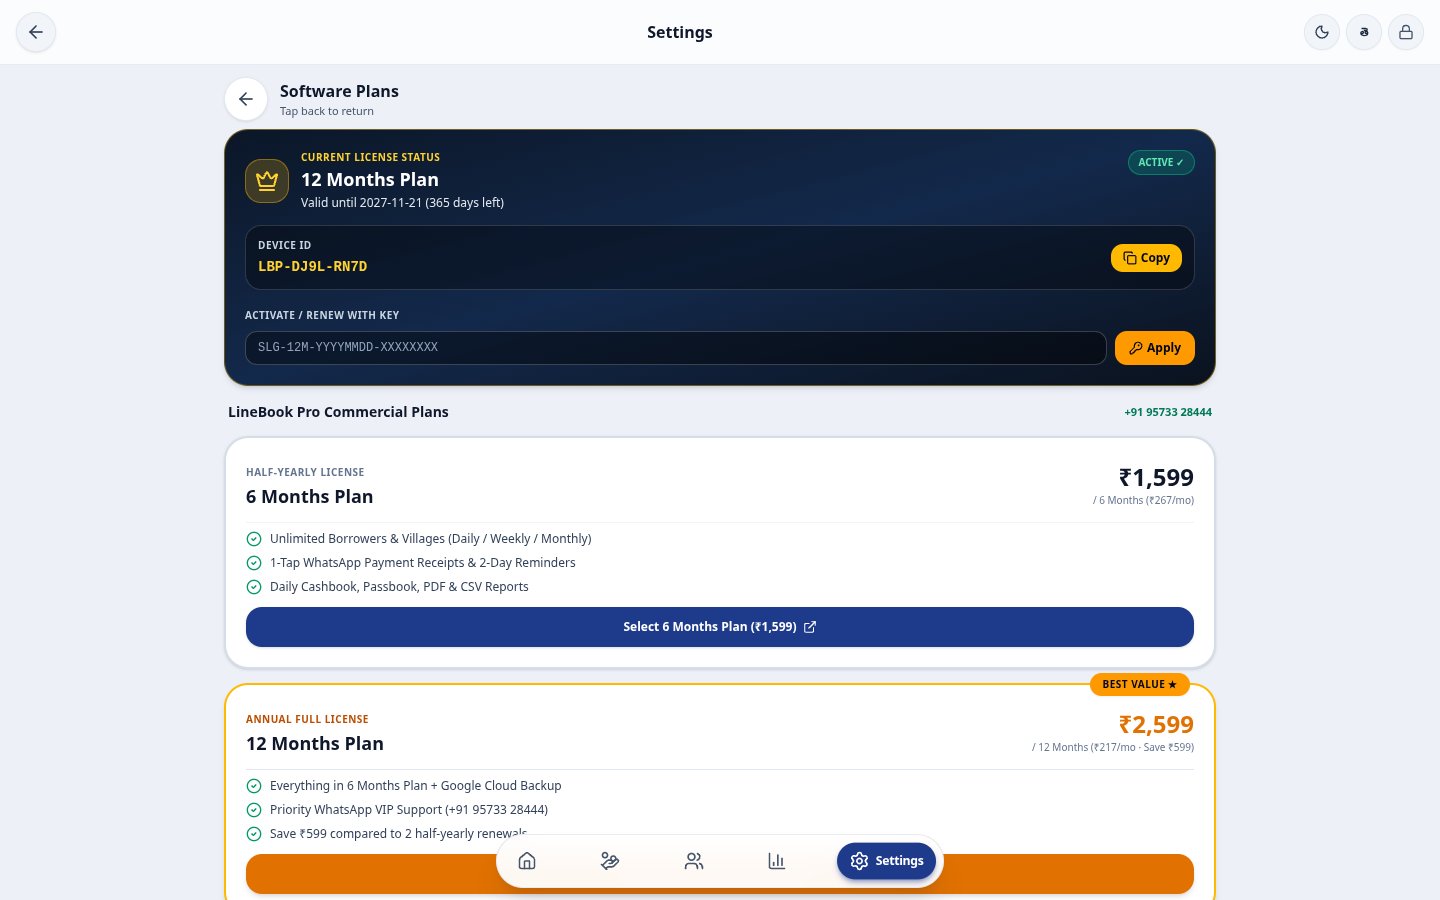 Settings
Software Plans
Tap back to return
CURRENT LICENSE STATUS
12 Months Plan
Valid until 2027-11-21 (365 days left)
ACTIVE ✓
DEVICE ID
LBP-DJ9L-RN7D
Copy
ACTIVATE / RENEW WITH KEY
SLG-12M-YYYYMMDD-XXXXXXXX
Apply
LineBook Pro Commercial Plans
+91 95733 28444
HALF-YEARLY LICENSE
6 Months Plan
₹1,599
/ 6 Months (₹267/mo)
Unlimited Borrowers & Villages (Daily / Weekly / Monthly)
1-Tap WhatsApp Payment Receipts & 2-Day Reminders
Daily Cashbook, Passbook, PDF & CSV Reports
Select 6 Months Plan (₹1,599)
BEST VALUE ★
ANNUAL FULL LICENSE
12 Months Plan
₹2,599
/ 12 Months (₹217/mo · Save ₹599)
Everything in 6 Months Plan + Google Cloud Backup
Priority WhatsApp VIP Support (+91 95733 28444)
Save ₹599 compared to 2 half-yearly renewals
Settings